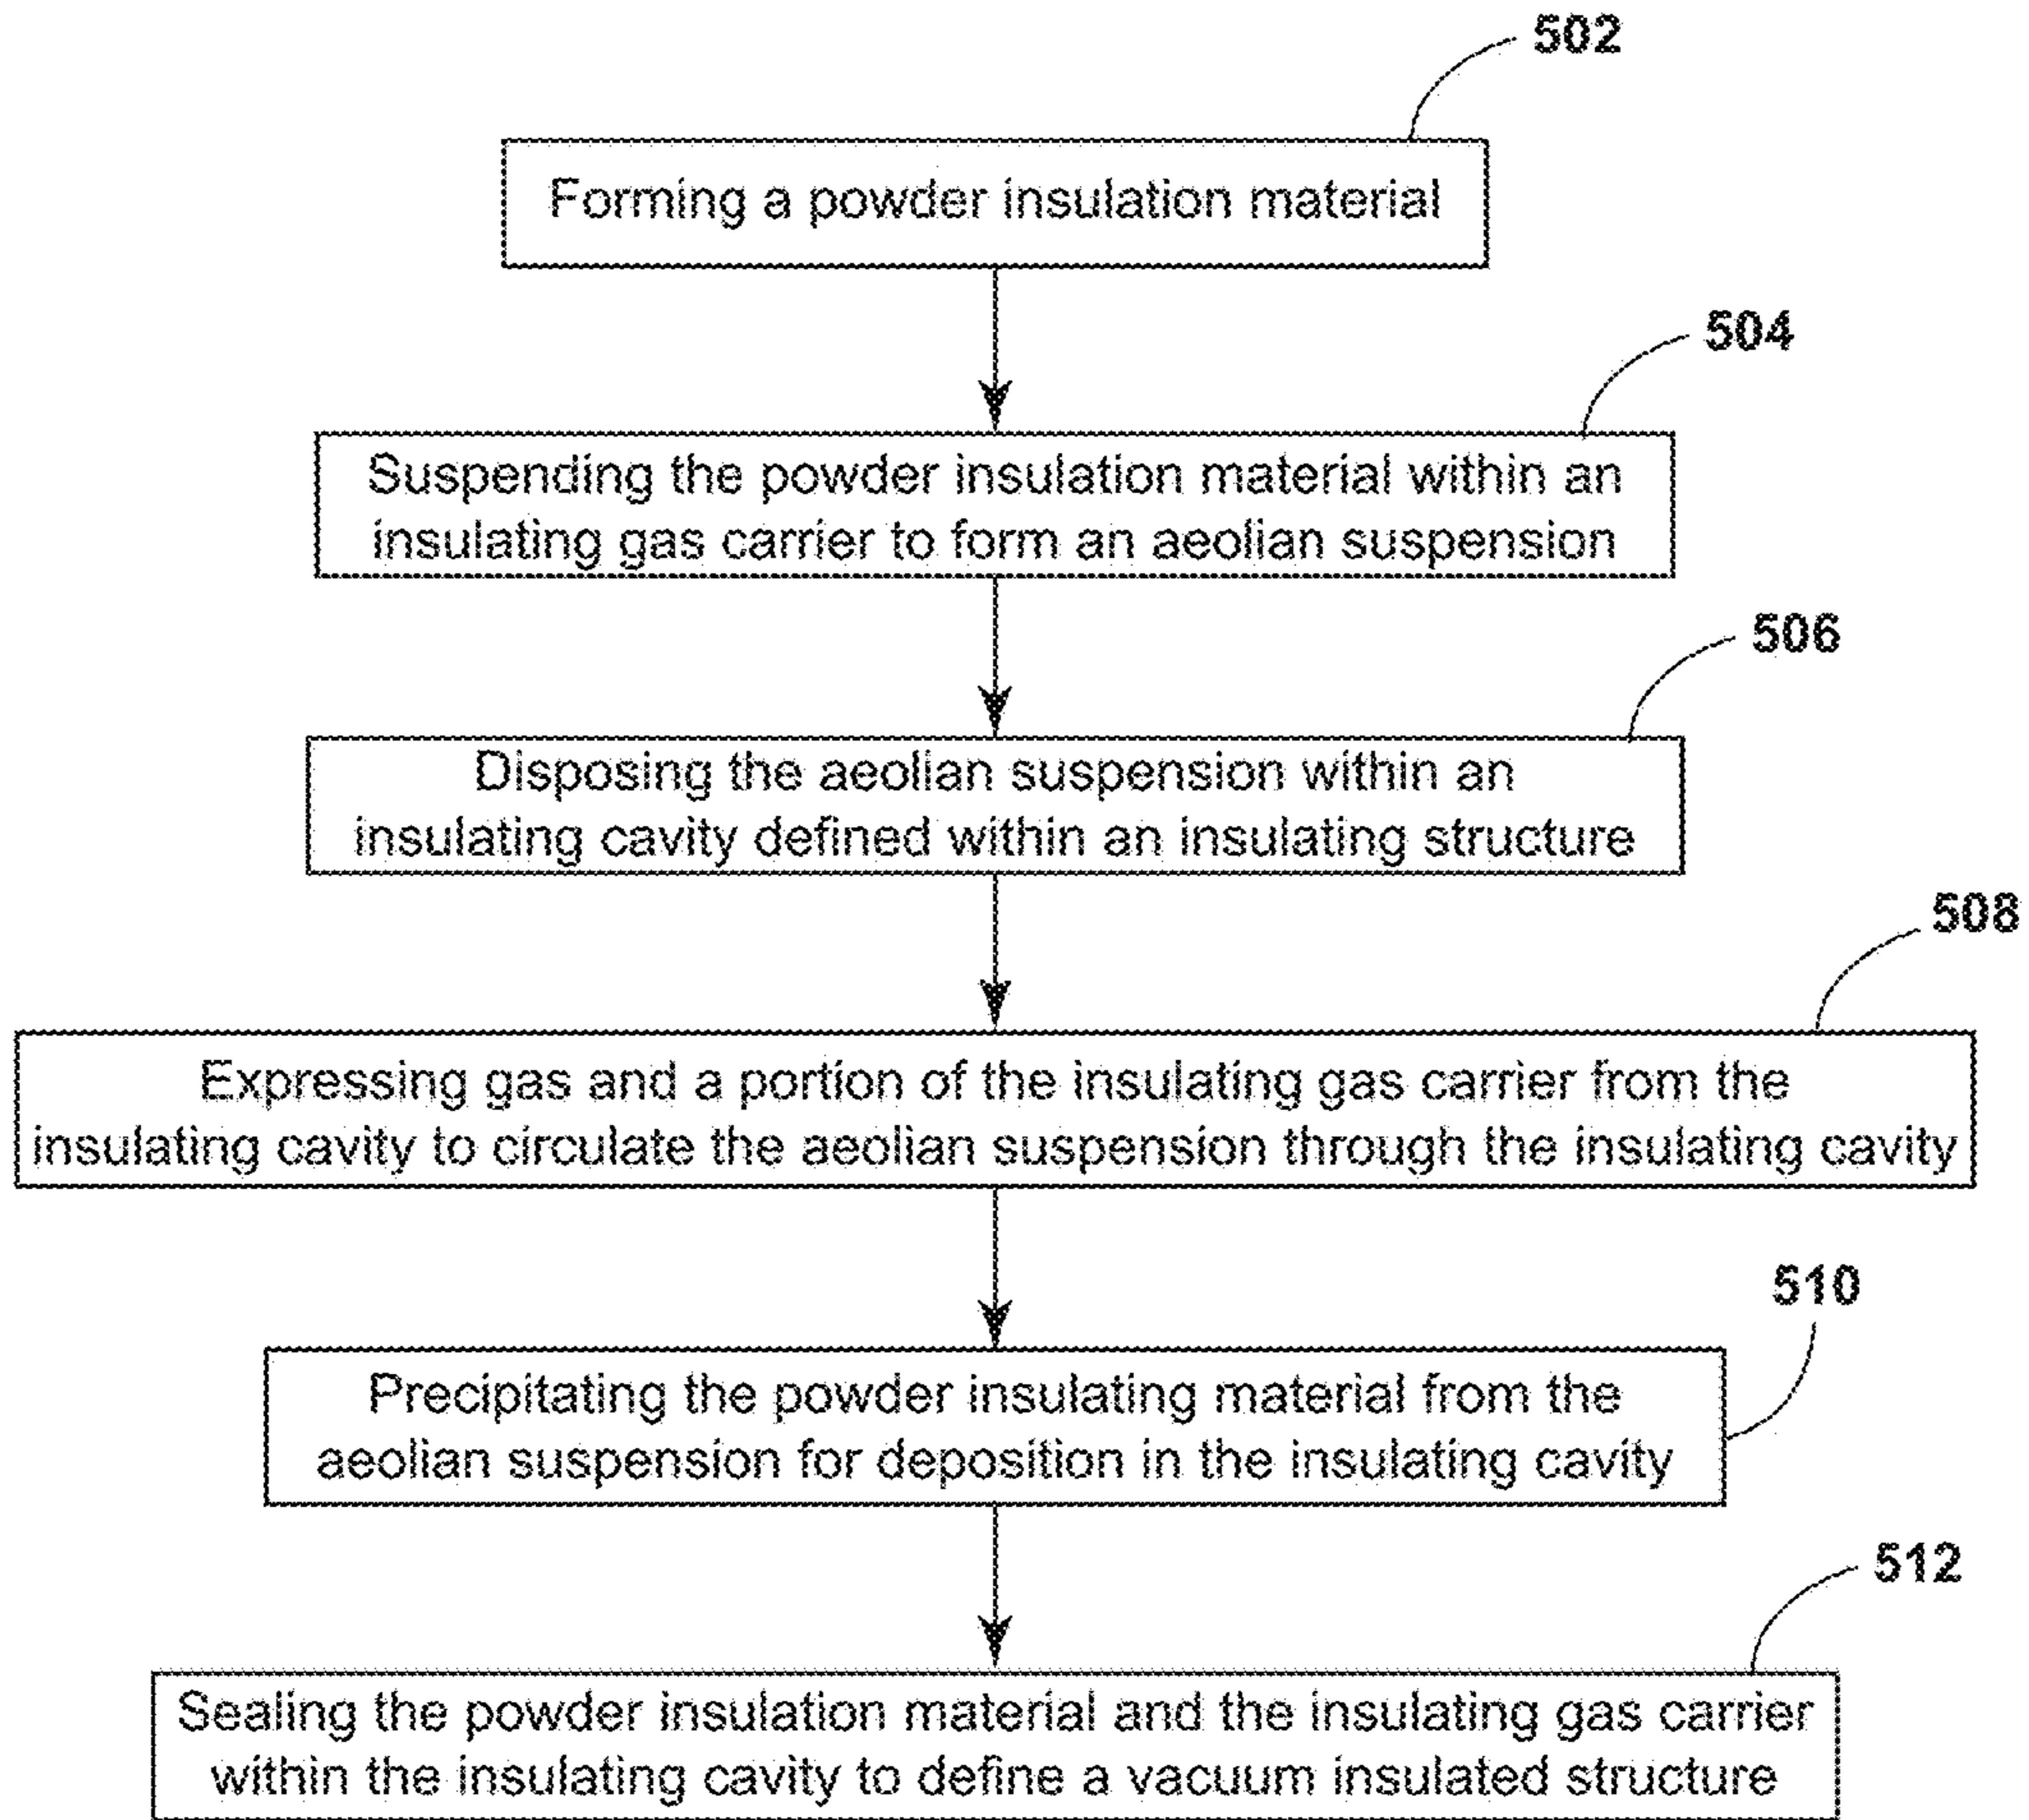 502
Forming a powder insulation material
504
Suspending the powder insulation material within an
insulating gas carrier to form an aeolian suspension
506
Disposing the aeolian suspension within an
insulating cavity defined within an insulating structure
508
Expressing gas and a portion of the insulating gas carrier from the
insulating cavity to circulate the aeolian suspension through the insulating cavity
510
Precipitating the powder insulating material from the
aeolian suspension for deposition in the insulating cavity
512
Sealing the powder insulation material and the insulating gas carrier
within the insulating cavity to define a vacuum insulated structure